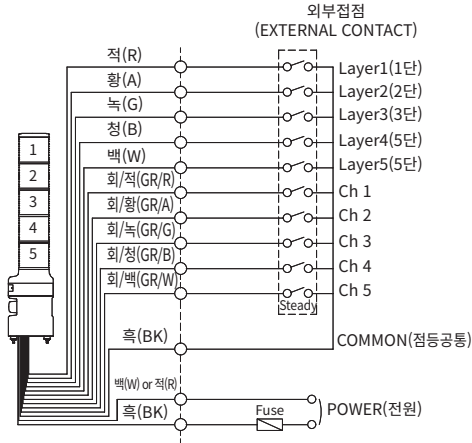 외부접점
(EXTERNAL CONTACT)
적(R)
Layer1(1단)
황(A)
Layer2(2단)
녹(G)
Layer3(3단)
청(B)
Layer4(5단)
백(W)
Layer5(5단)
회/적(GR/R)
Ch 1
회/황(GR/A)
Ch 2
회/녹(GR/G)
Ch 3
회/청(GR/B)
Ch 4
회/백(GR/W)
Ch 5
1
2
3
4
5
Steady
흑(BK)
COMMON(점등공통)
백(W) or 적(R)
흑(BK)
Fuse
POWER(전원)